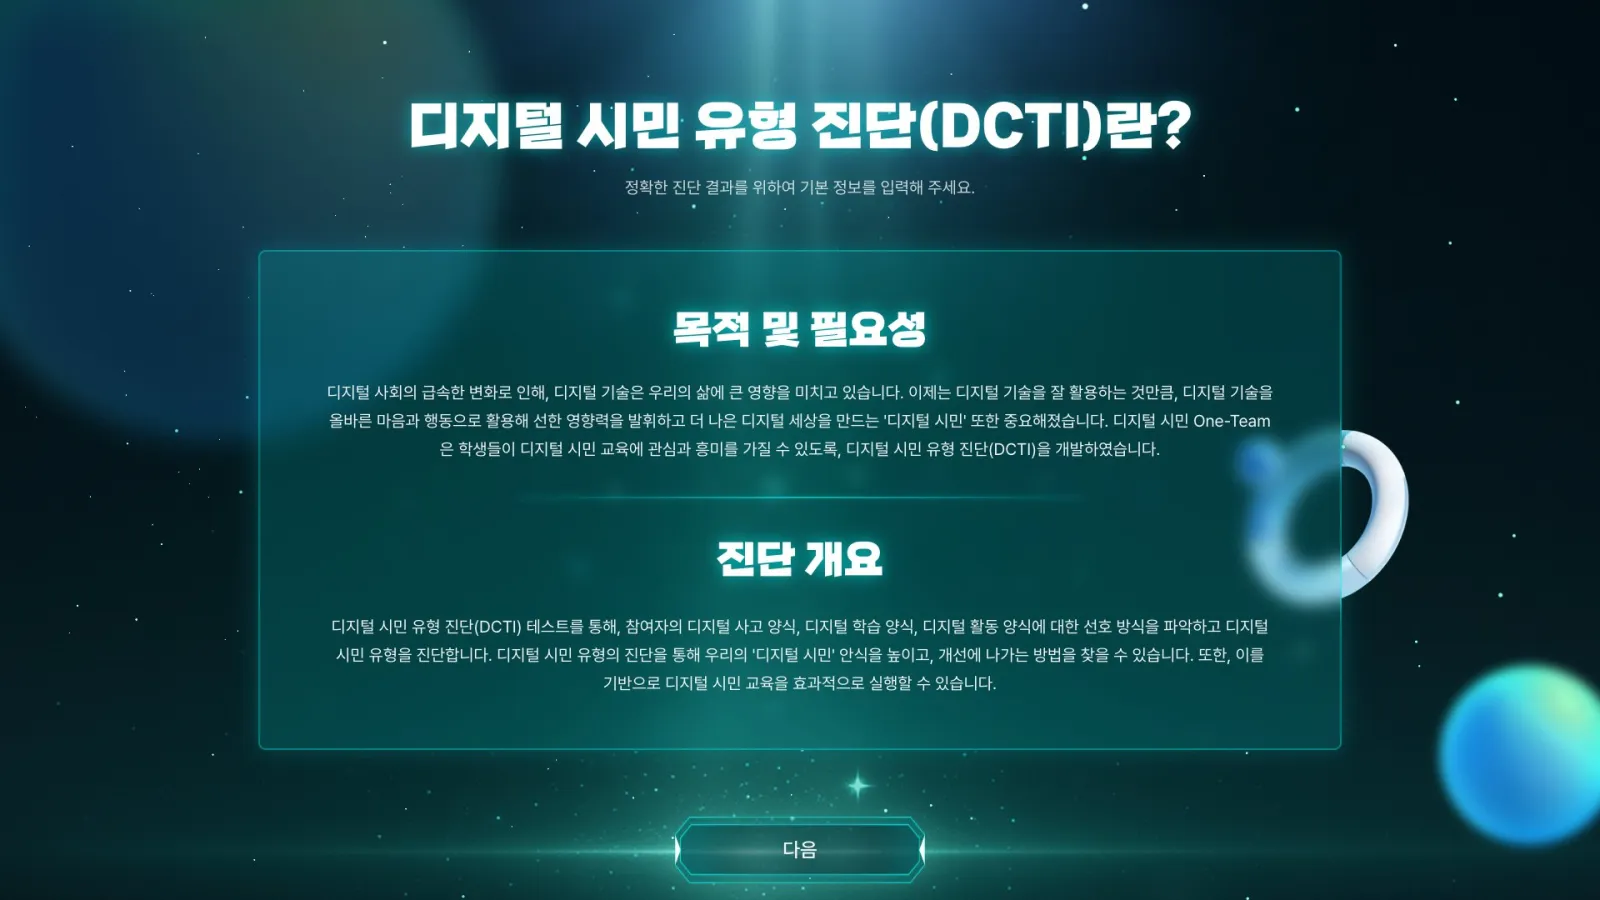 디지털 시민 유형 진단(DCTI)란?
정확한 진단 결과를 위하여 기본 정보를 입력해 주세요.
목적 및 필요성
디지털 사회의 급속한 변화로 인해, 디지털 기술은 우리의 삶에 큰 영향을 미치고 있습니다. 이제는 디지털 기술을 잘 활용하는 것만큼, 디지털 기술을
올바른 마음과 행동으로 활용해 선한 영향력을 발휘하고 더 나은 디지털 세상을 만드는 '디지털 시민' 또한 중요해졌습니다. 디지털 시민 One-Team
은 학생들이 디지털 시민 교육에 관심과 흥미를 가질 수 있도록, 디지털 시민 유형 진단(DCTI)을 개발하였습니다.
진단 개요
디지털 시민 유형 진단(DCTI) 테스트를 통해, 참여자의 디지털 사고 양식, 디지털 학습 양식, 디지털 활동 양식에 대한 선호 방식을 파악하고 디지털
시민 유형을 진단합니다. 디지털 시민 유형의 진단을 통해 우리의 '디지털 시민' 안식을 높이고, 개선에 나가는 방법을 찾을 수 있습니다. 또한, 이를
기반으로 디지털 시민 교육을 효과적으로 실행할 수 있습니다.
다음